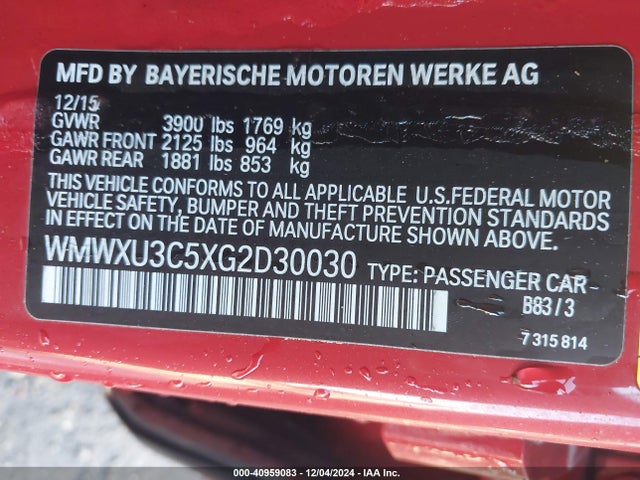 MFD BY BAYERISCHE MOTOREN WERKE AG
12/15
GVWR 3900 lbs 1769 kg
GAWR FRONT 2125 lbs 964 kg
GAWR REAR 1881 lbs 853 kg
THIS VEHICLE CONFORMS TO ALL APPLICABLE U.S.FEDERAL MOTOR
VEHICLE SAFETY, BUMPER AND THEFT PREVENTION STANDARDS
IN EFFECT ON THE DATE OF MANUFACTURE SHOWN ABOVE.
WMWXU3C5XG2D30030 TYPE: PASSENGER CAR
B83/3
7 315 814
000-40959083 - 12/04/2024 - IAA Inc.